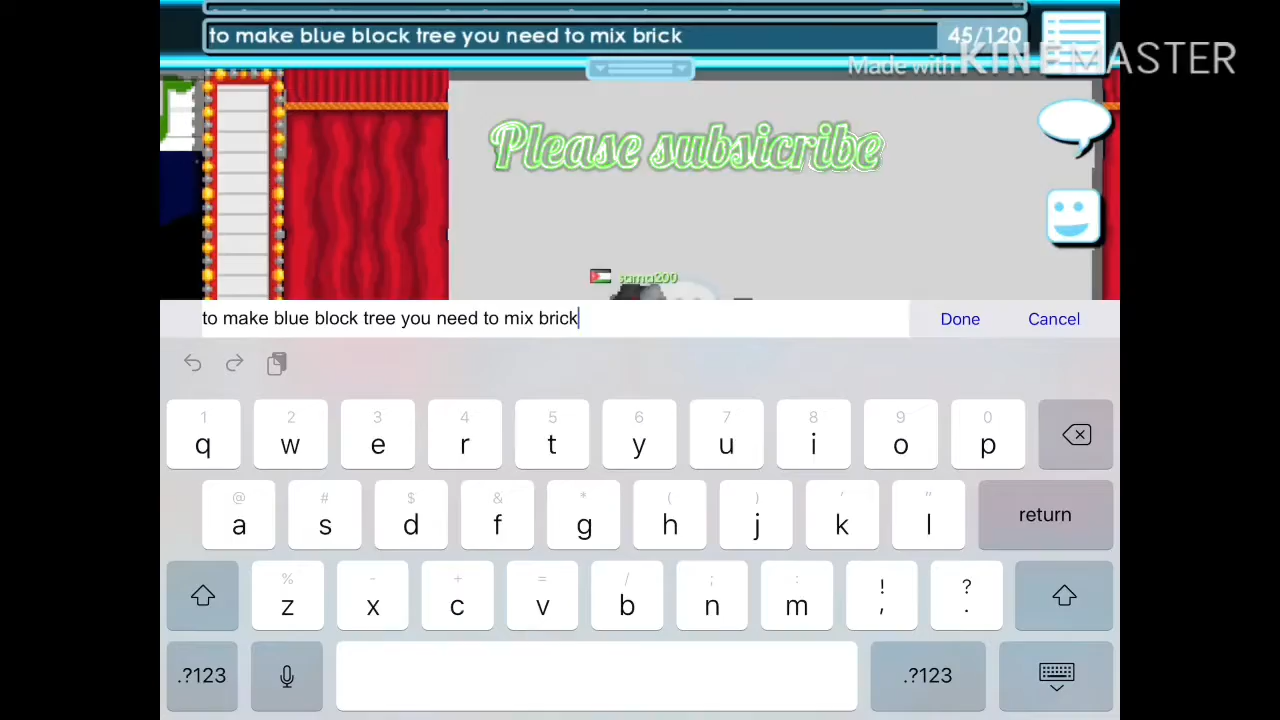 to make blue block tree you need to mix brick
45/120
Made with KINEMASTER
Please subsicribe
sama200
to make blue block tree you need to mix brick
Done
Cancel
1 2 3 4 5 6 7 8 9 0
q w e r t y u i o p
@ # $ & * ( ) ' "
a s d f g h j k l
return
% - + = / ; : ! ?
z x c v b n m , .
.?123
.?123